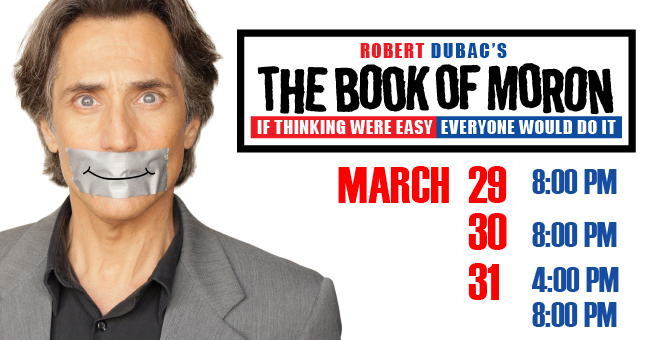 ROBERT DUBAC'S
THE BOOK OF MORON
IF THINKING WERE EASY EVERYONE WOULD DO IT
MARCH 29 8:00 PM
30 8:00 PM
31 4:00 PM
8:00 PM